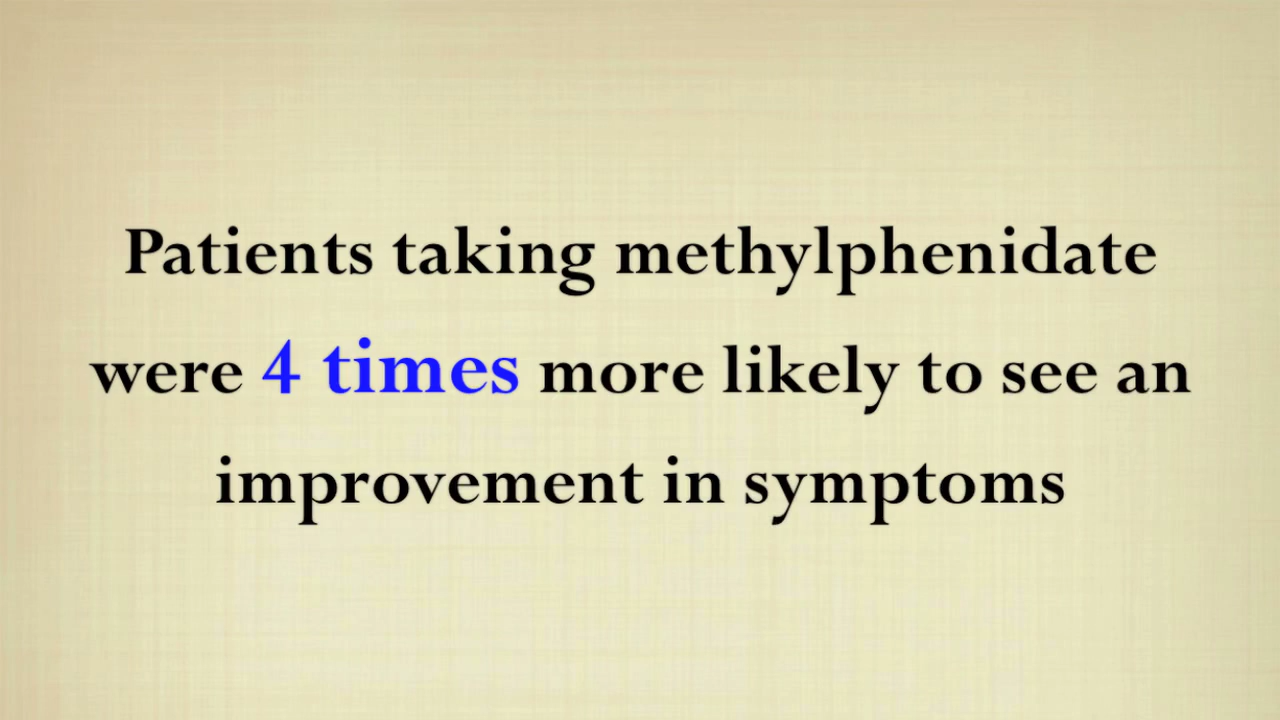 Patients taking methylphenidate
were 4 times more likely to see an
improvement in symptoms